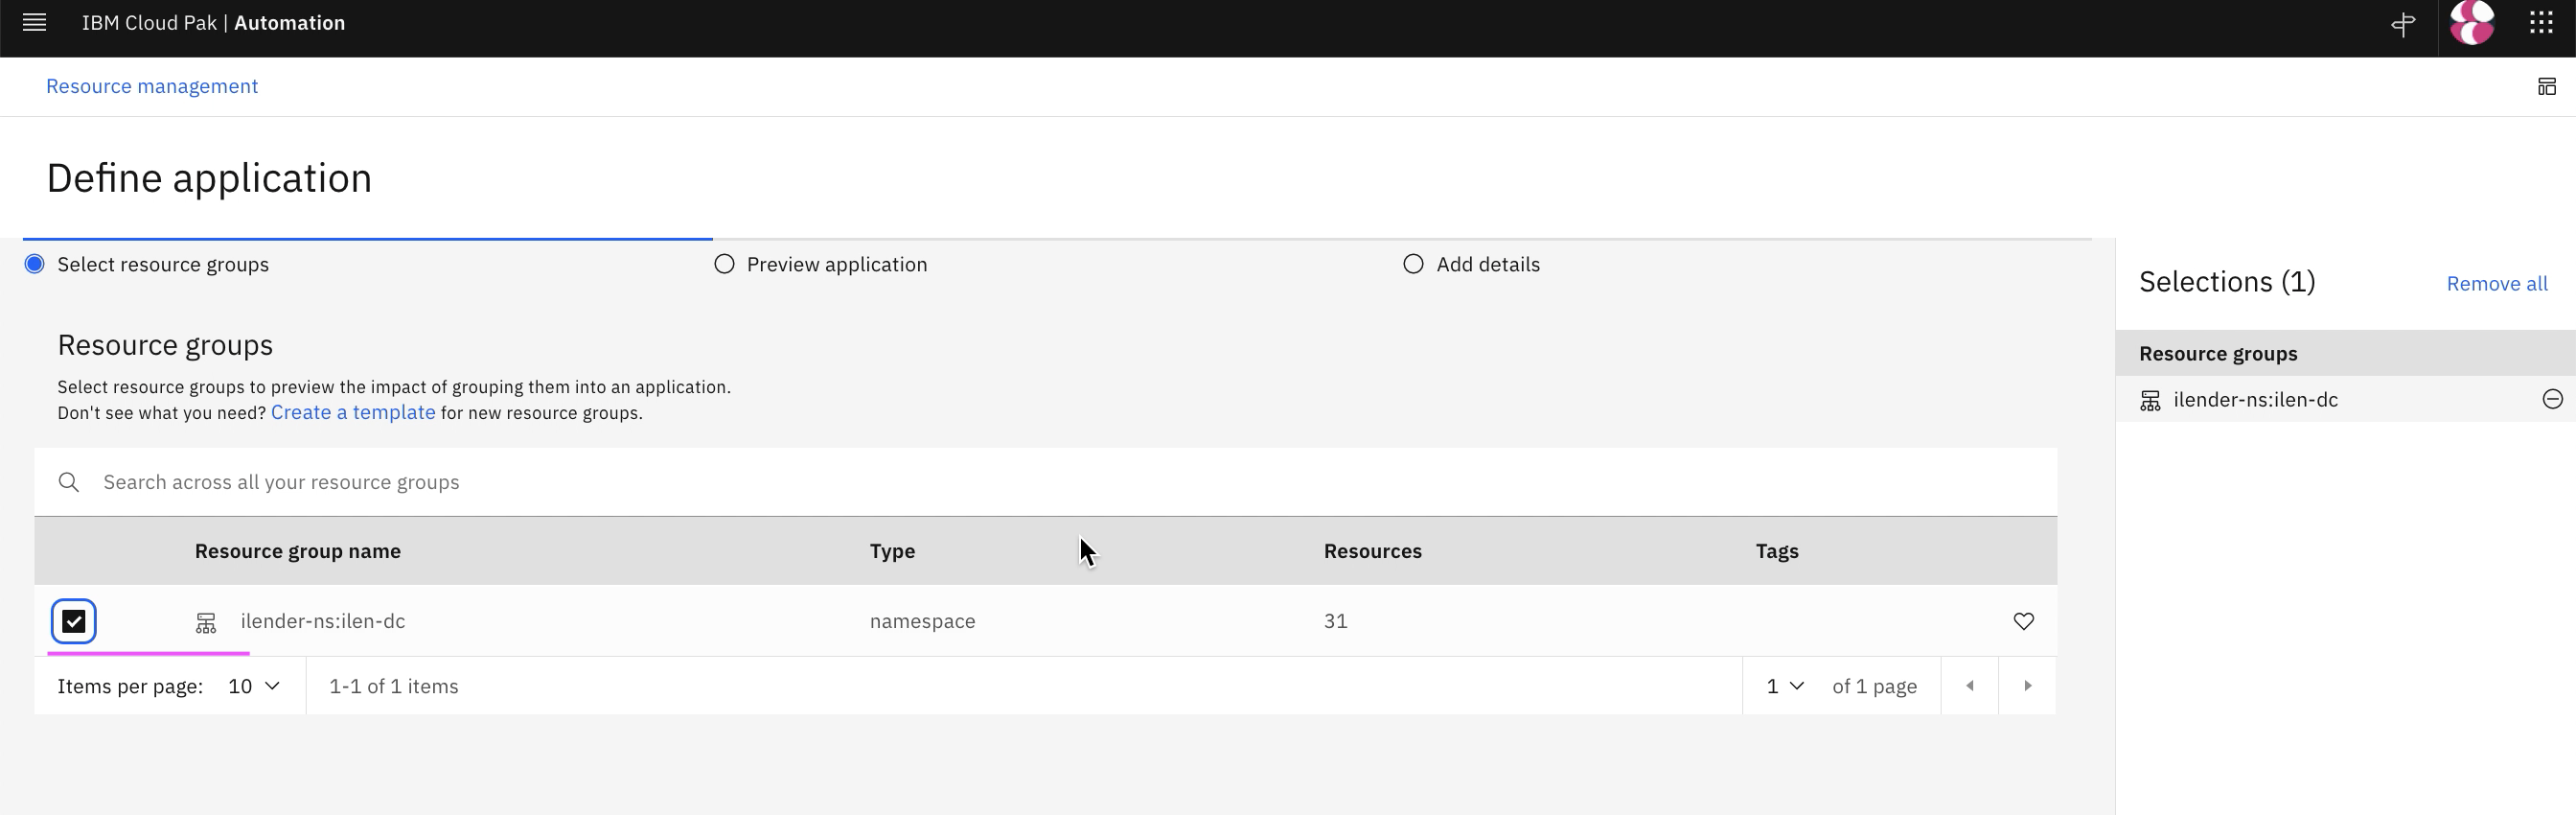 IBM Cloud Pak | Automation
Resource management
Define application
Select resource groups
Preview application
Add details
Selections (1)
Remove all
Resource groups
ilender-ns:ilen-dc
Resource groups
Select resource groups to preview the impact of grouping them into an application.
Don't see what you need? Create a template for new resource groups.
Search across all your resource groups
Resource group name Type Resources Tags
ilender-ns:ilen-dc namespace 31
Items per page: 10 1-1 of 1 items 1 of 1 page